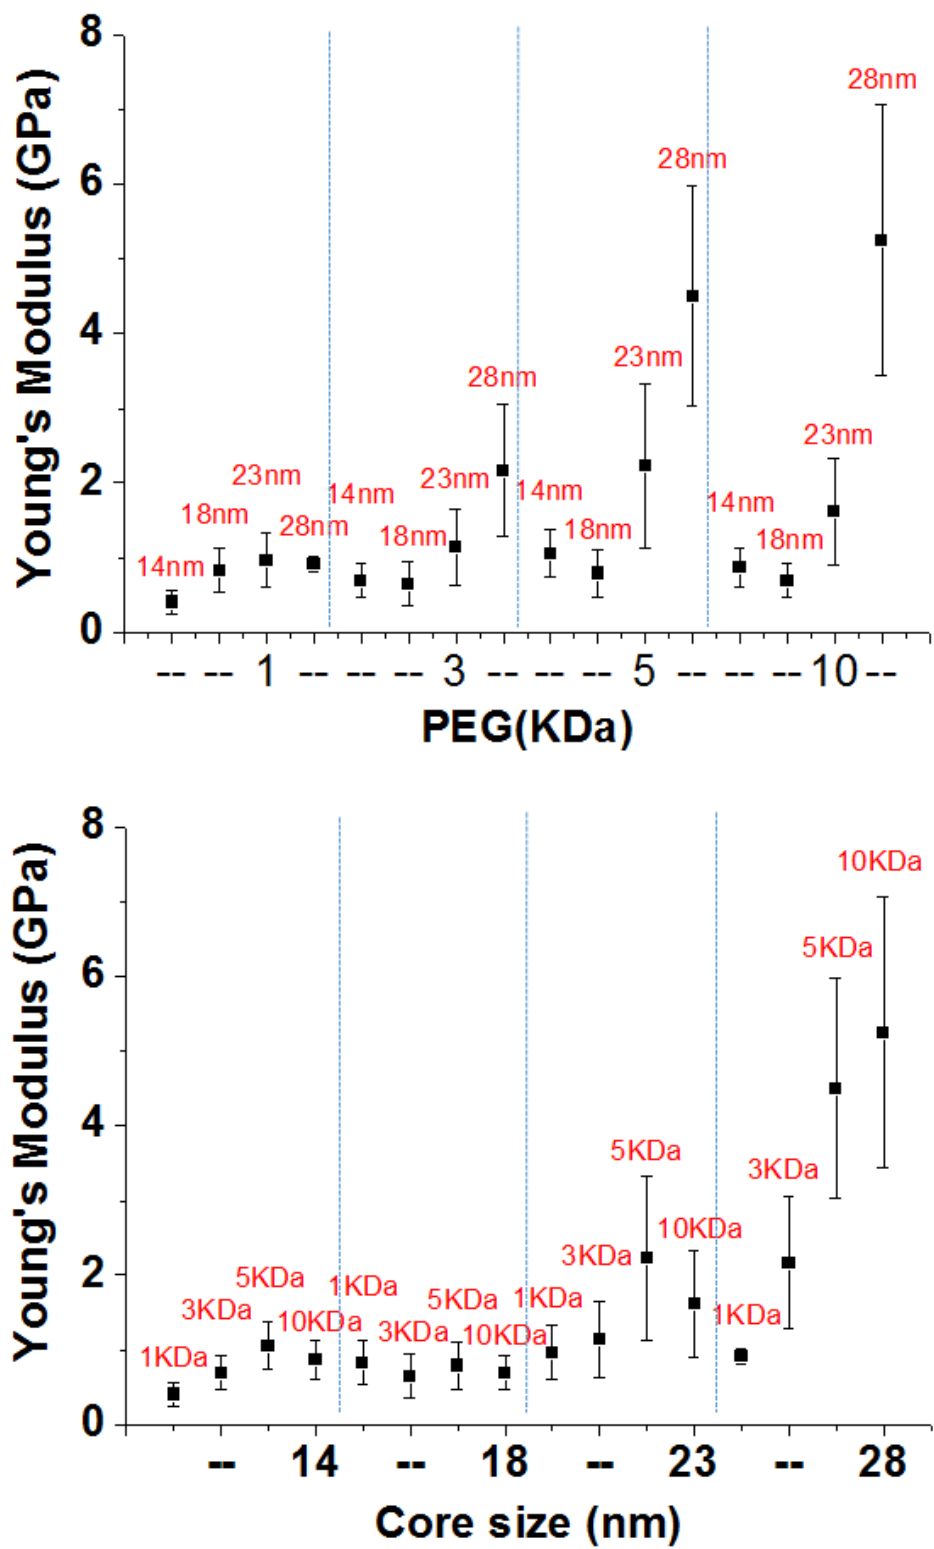 8
28nm
28nm
6
Young's Modulus (GPa)
4
28nm
23nm
23nm
23nm
23nm
2
14nm
14nm
14nm
18nm
28nm
18nm
18nm
18nm
14nm
0
-- -- 1 -- -- -- 3 -- -- -- 5 -- -- -- 10 --
PEG(KDa)
8
10KDa
5KDa
6
Young's Modulus (GPa)
4
5KDa
3KDa
10KDa
3KDa
2
5KDa
1KDa
5KDa
1KDa
3KDa
10KDa
3KDa
10KDa
1KDa
1KDa
0
-- 14 -- 18 -- 23 -- 28
Core size (nm)